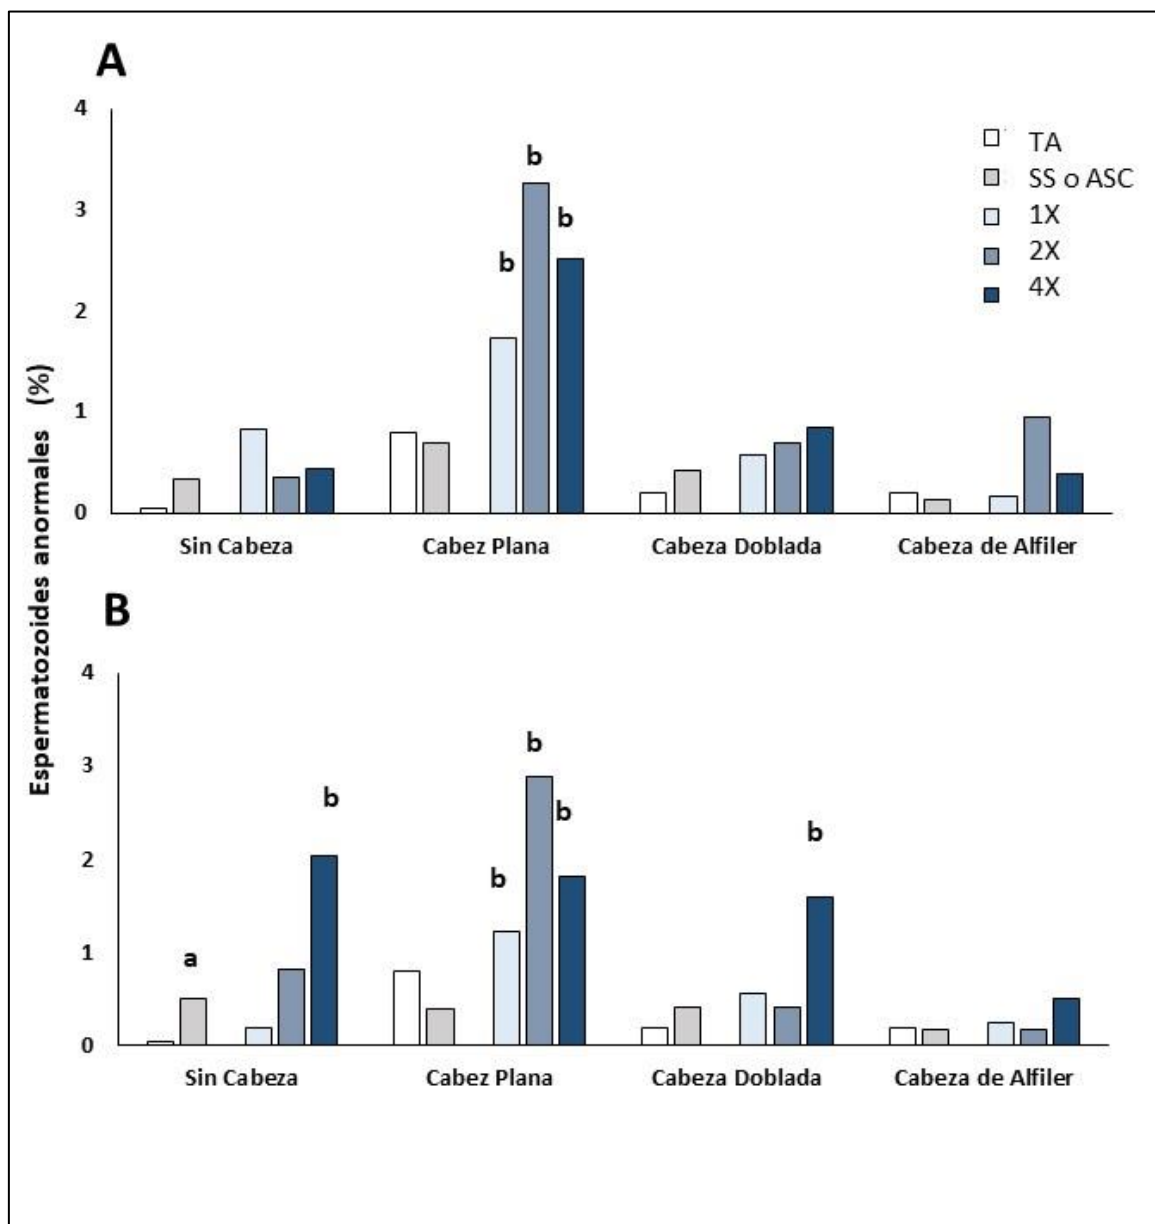 A
4
3
2
1
0
b
b
b
TA
SS o ASC
1X
2X
4X
Sin Cabeza
Cabez Plana
Cabeza Doblada
Cabeza de Alfiler
Espermatozoides anormales (%)
B
4
3
2
1
0
a
b
b
b
b
b
Sin Cabeza
Cabez Plana
Cabeza Doblada
Cabeza de Alfiler